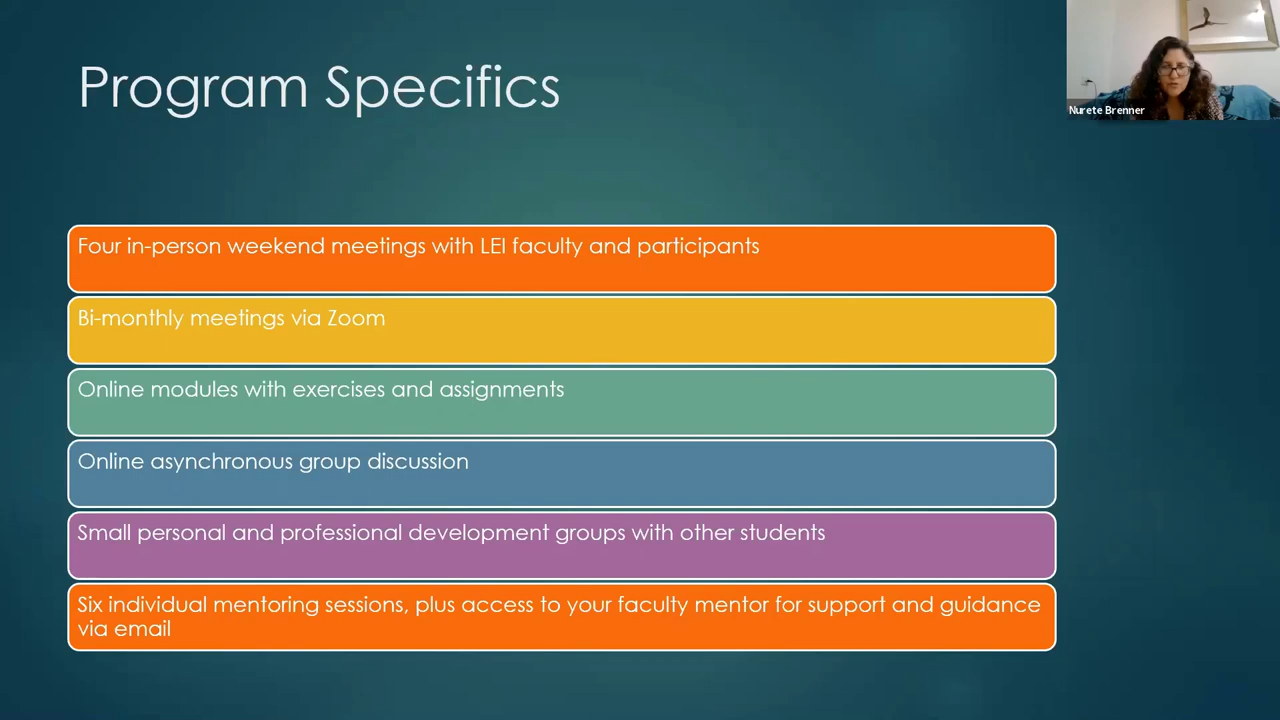 Program Specifics
Nurete Brenner
Four in-person weekend meetings with LEI faculty and participants
Bi-monthly meetings via Zoom
Online modules with exercises and assignments
Online asynchronous group discussion
Small personal and professional development groups with other students
Six individual mentoring sessions, plus access to your faculty mentor for support and guidance
via email